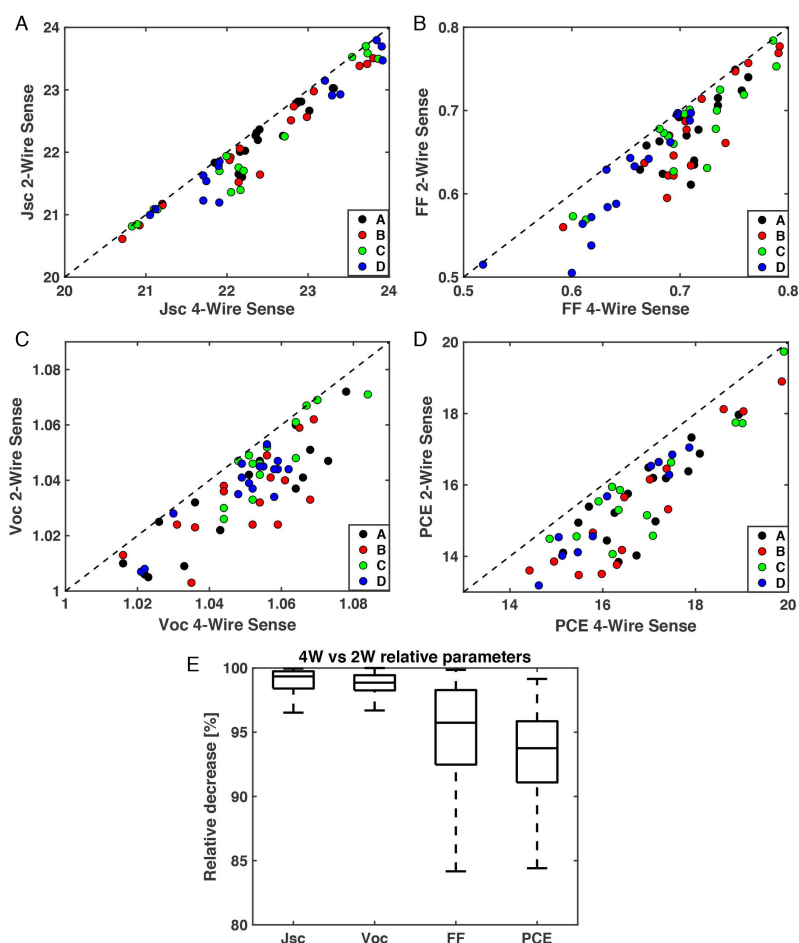 A
24
23
22
21
20
20
21
22
23
24
Jsc 2-Wire Sense
Jsc 4-Wire Sense
A
B
C
D
B
0.8
0.7
0.6
0.5
0.5
0.6
0.7
0.8
FF 2-Wire Sense
FF 4-Wire Sense
A
B
C
D
C
1.08
1.06
1.04
1.02
1
1
1.02
1.04
1.06
1.08
Voc 2-Wire Sense
Voc 4-Wire Sense
A
B
C
D
D
20
18
16
14
14
16
18
20
PCE 2-Wire Sense
PCE 4-Wire Sense
A
B
C
D
E
4W vs 2W relative parameters
100
95
90
85
80
Relative decrease [%]
Jsc
Voc
FF
PCE